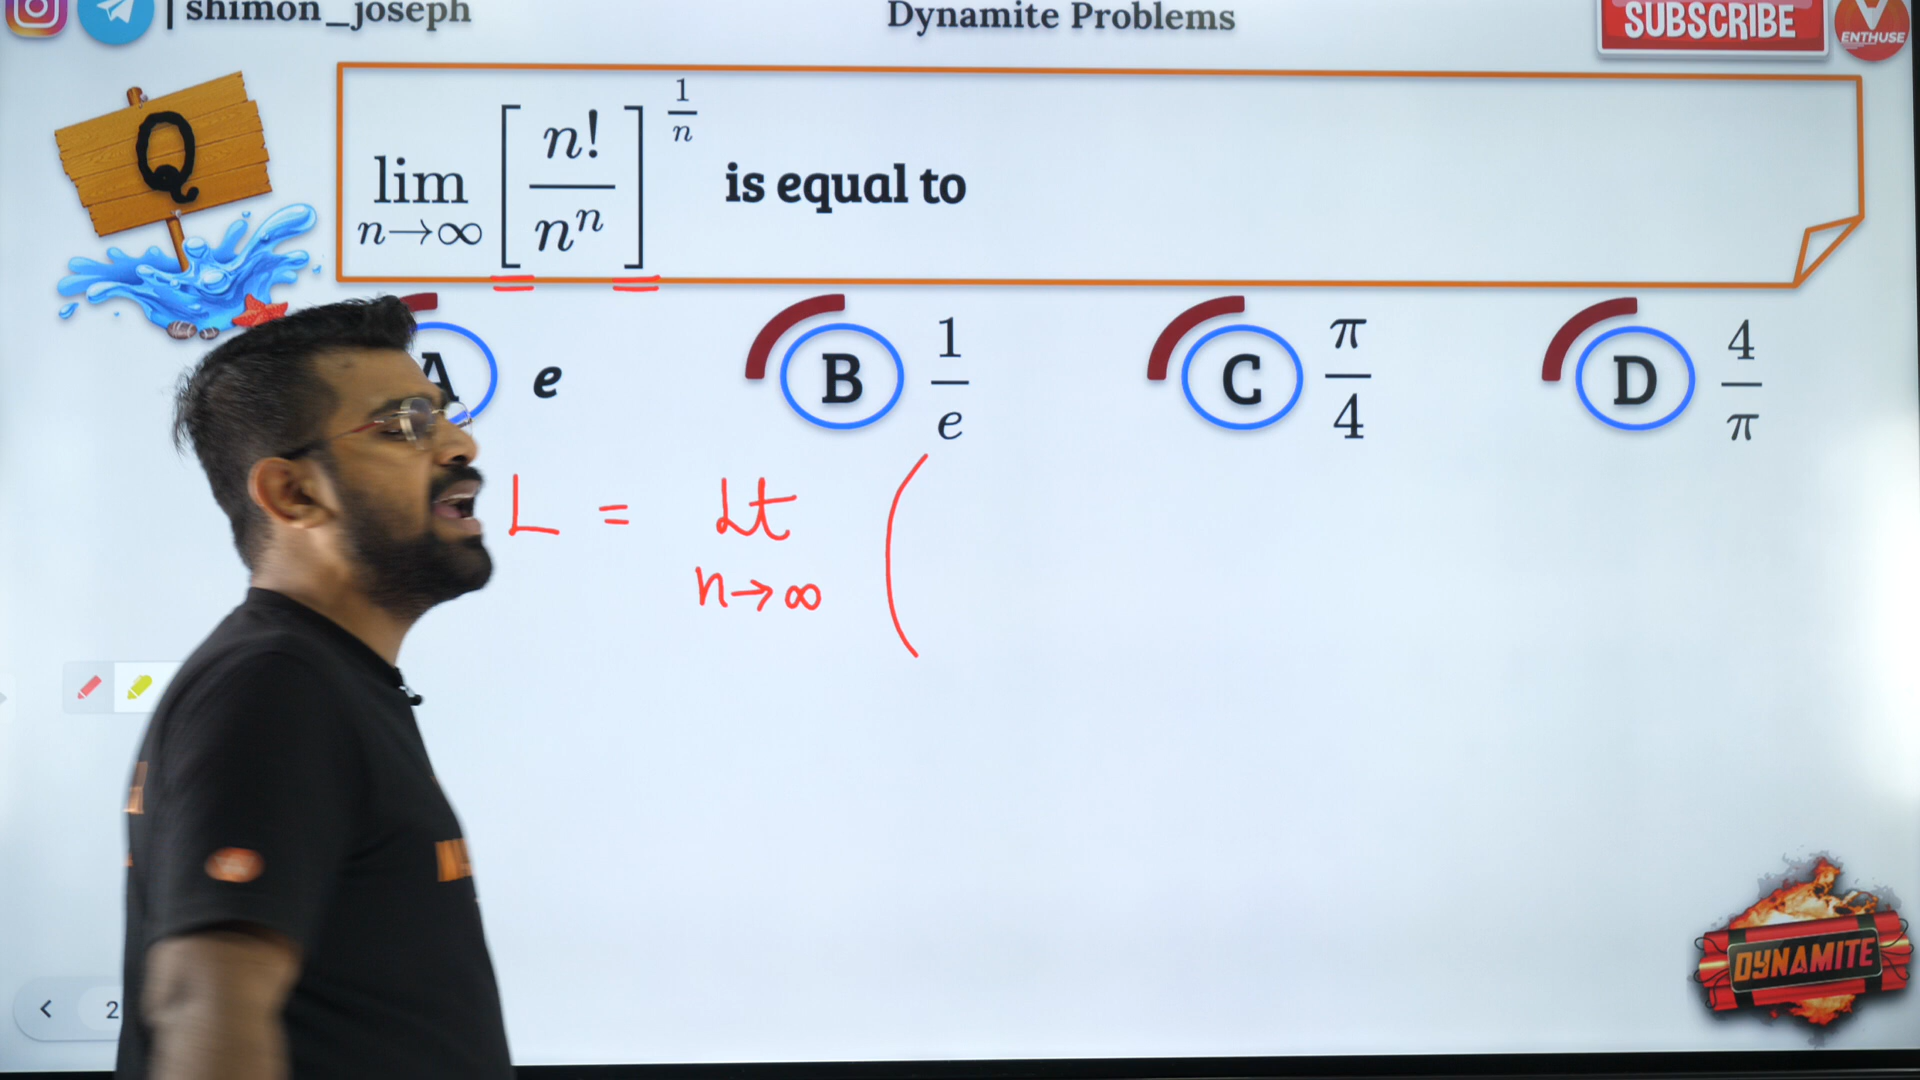 | shimon_joseph
Dynamite Problems
SUBSCRIBE
V
ENTHUSE
Q
lim n→∞ [ n! / n^n ]^(1/n) is equal to
A e
B 1/e
C π/4
D 4/π
L = Lt n→∞ (
DYNAMITE
< 2